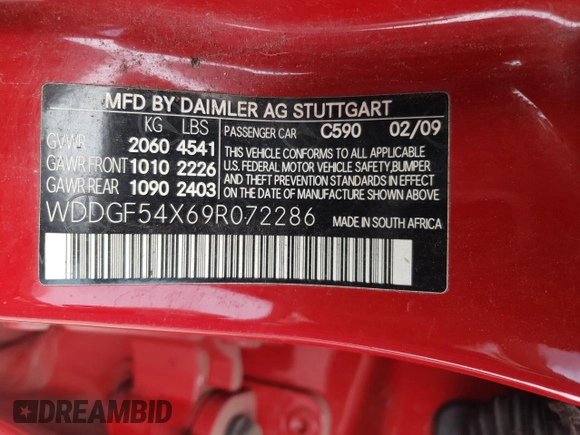 MFD BY DAIMLER AG STUTTGART
KG LBS
GVWR 2060 4541
GAWR FRONT 1010 2226
GAWR REAR 1090 2403
PASSENGER CAR C590 02/09
THIS VEHICLE CONFORMS TO ALL APPLICABLE
U.S. FEDERAL MOTOR VEHICLE SAFETY, BUMPER
AND THEFT PREVENTION STANDARDS IN EFFECT
ON THE DATE OF MANUFACTURE SHOWN ABOVE.
WDDGF54X69R072286 MADE IN SOUTH AFRICA
DREAMBID